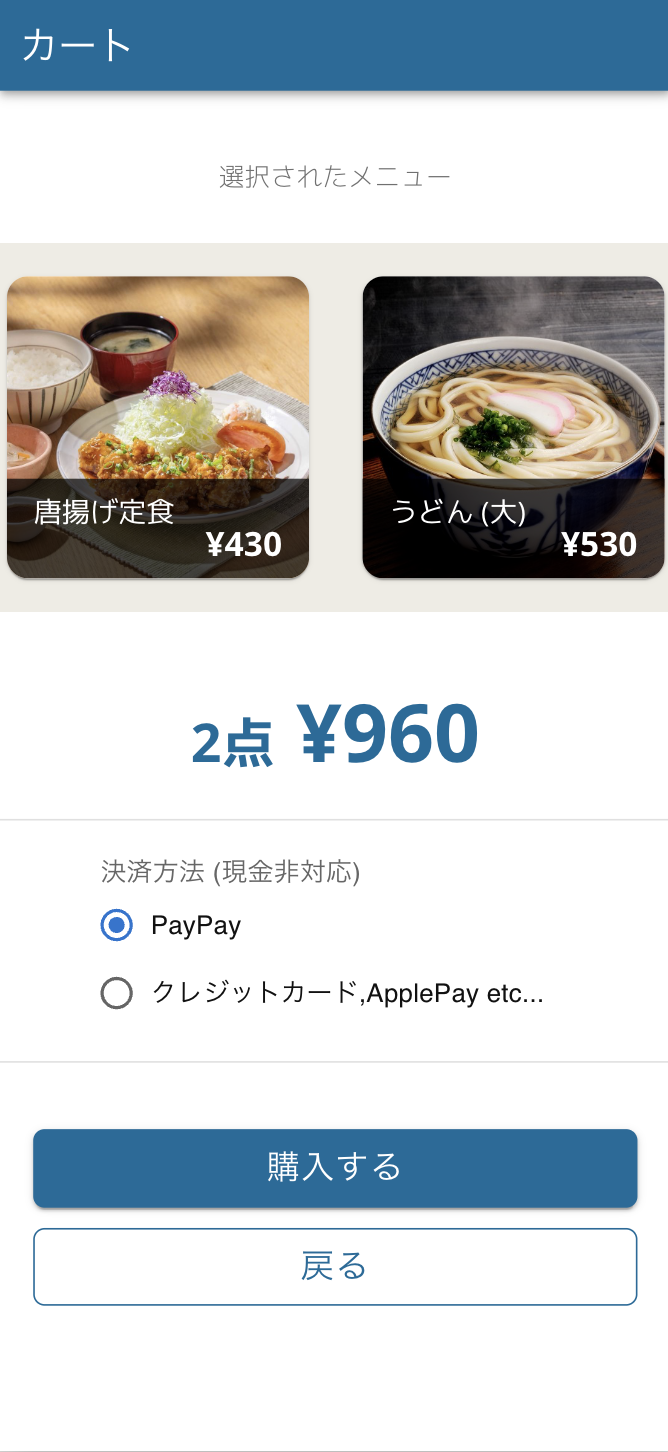 カート
選択されたメニュー
唐揚げ定食
¥430
うどん (大)
¥530
2点 ¥960
決済方法 (現金非対応)
PayPay
クレジットカード,ApplePay etc...
購入する
戻る